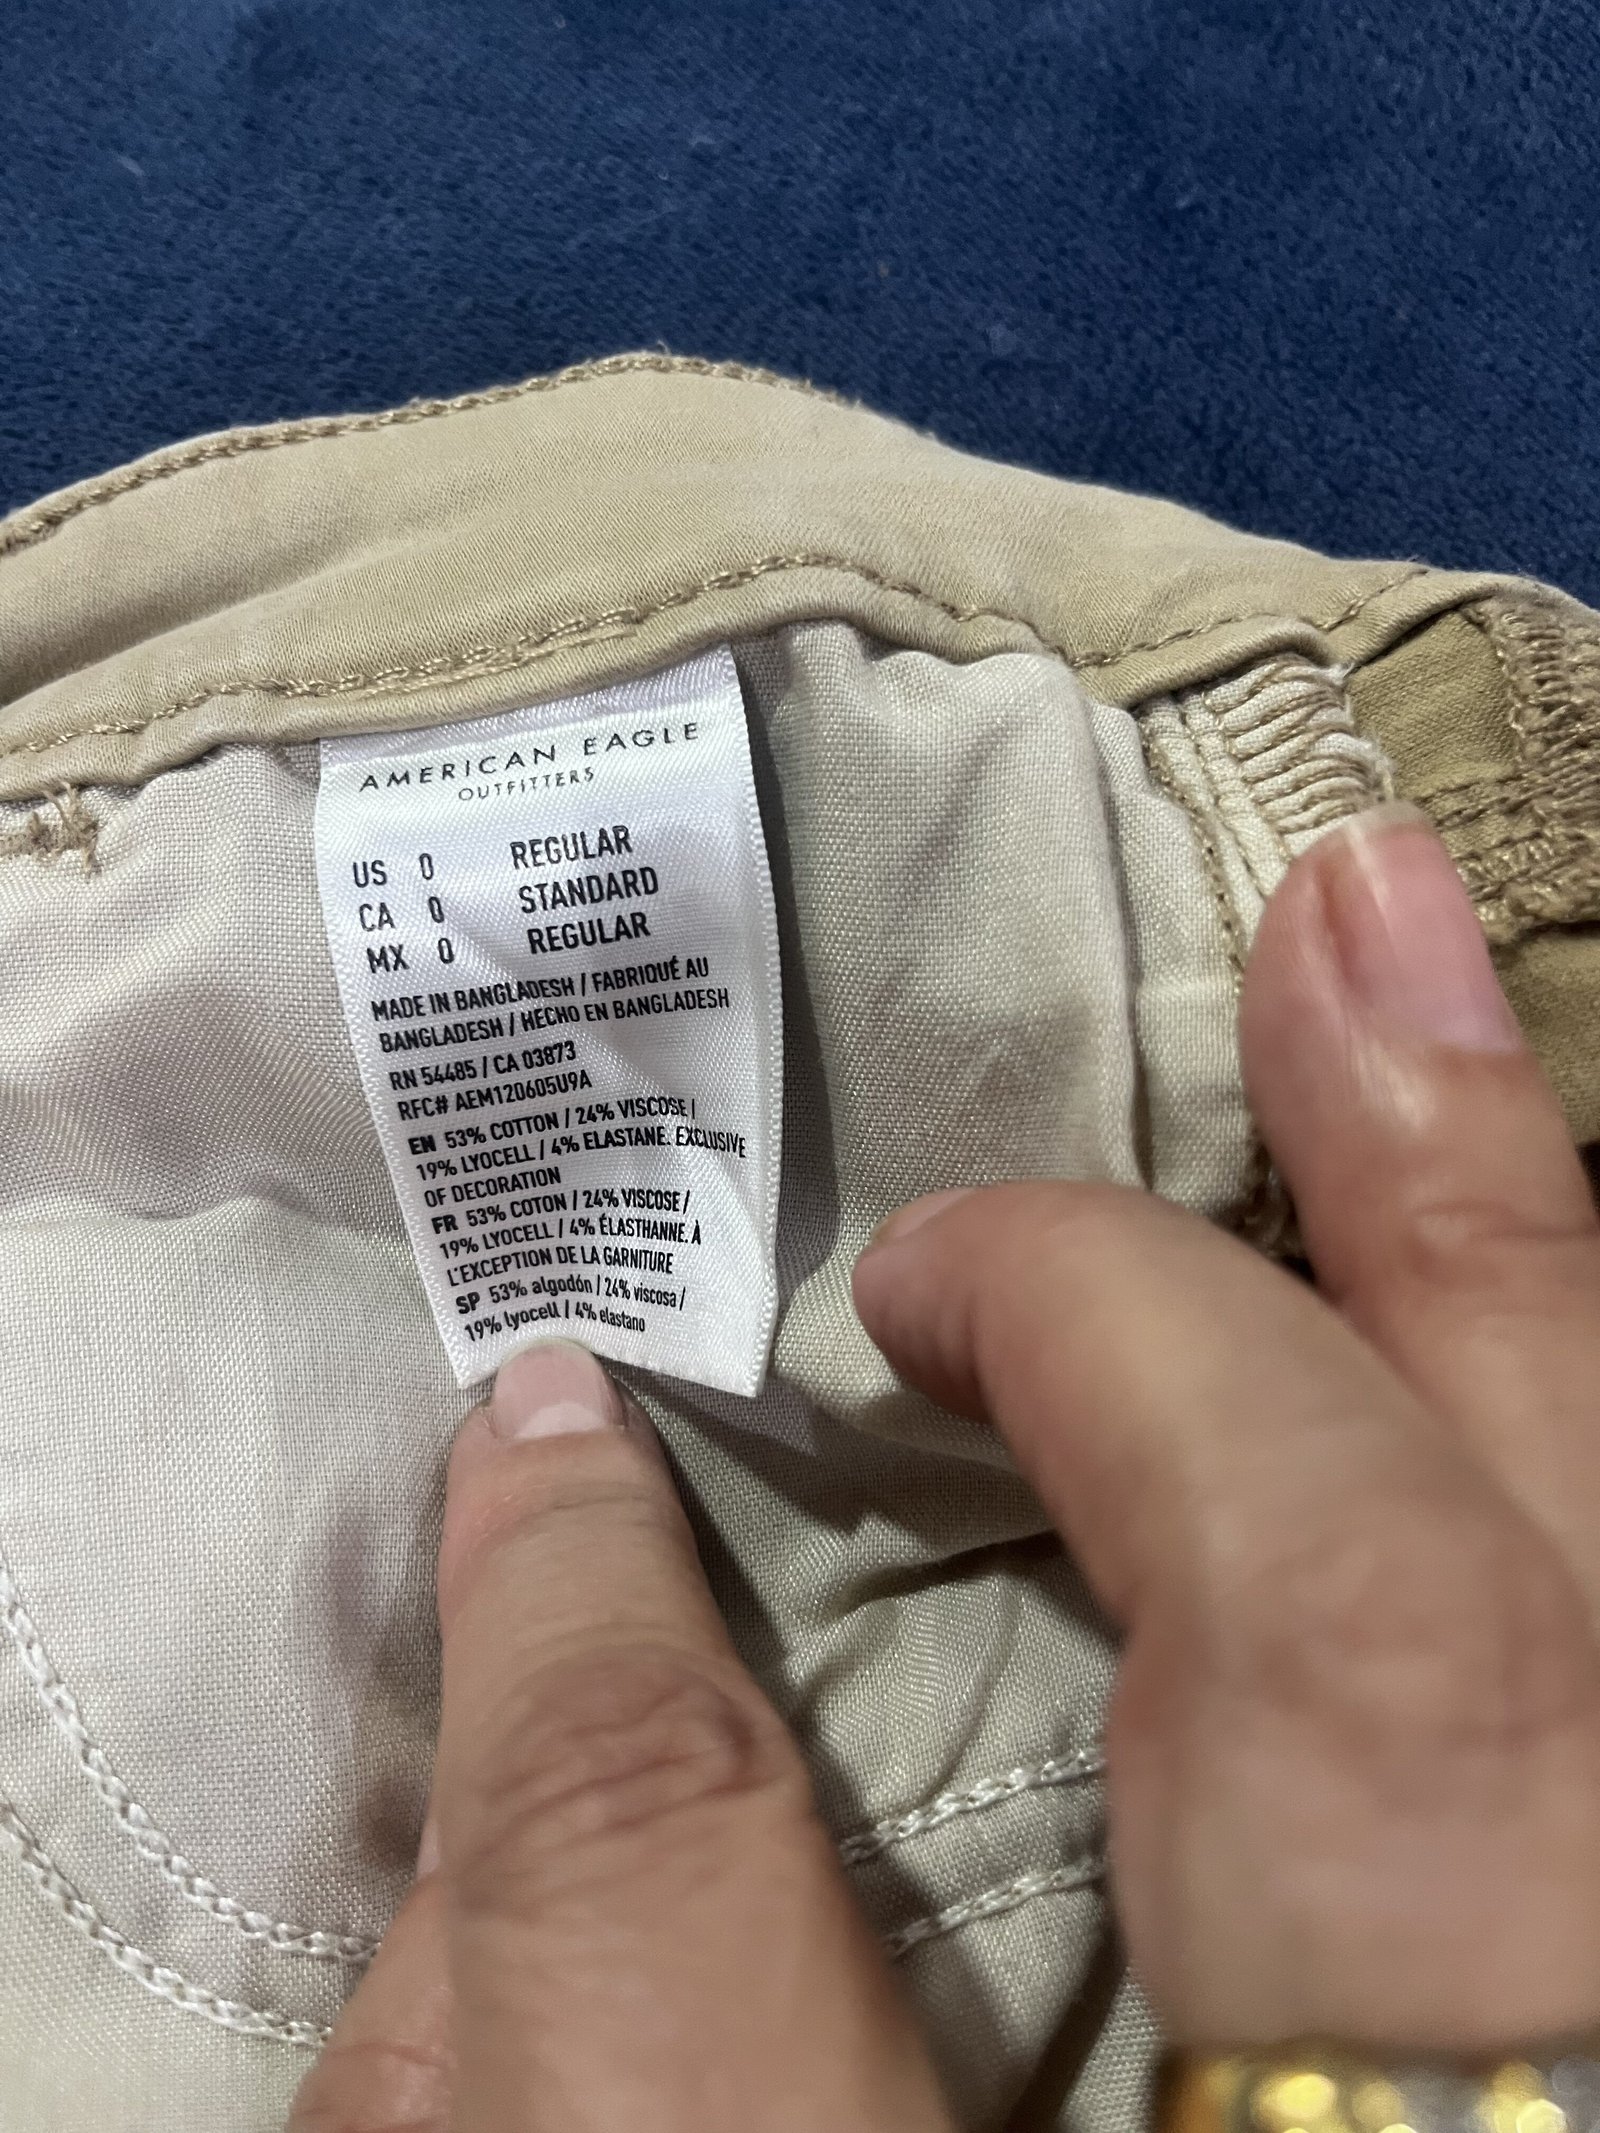 AMERICAN EAGLE
OUTFITTERS
US 0 REGULAR
CA 0 STANDARD
MX 0 REGULAR
MADE IN BANGLADESH / FABRIQUÉ AU
BANGLADESH / HECHO EN BANGLADESH
RN 54485 / CA 03873
RFC# AEM120605U9A
EN 53% COTTON / 24% VISCOSE /
19% LYOCELL / 4% ELASTANE. EXCLUSIVE
OF DECORATION
FR 53% COTON / 24% VISCOSE /
19% LYOCELL / 4% ÉLASTHANNE. À
L'EXCEPTION DE LA GARNITURE
SP 53% algodón / 24% viscosa /
19% lyocell / 4% elastano